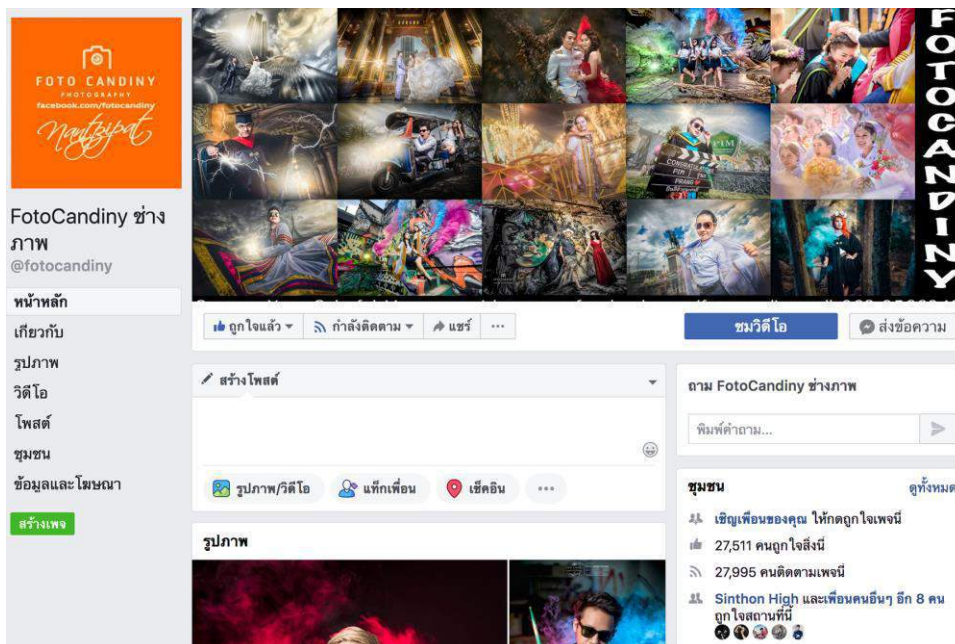 FOTO CANDINY
PHOTOGRAPHY
facebook.com/fotocandiny
Nantzipat
FotoCandiny ช่าง
ภาพ
@fotocandiny
หน้าหลัก
เกี่ยวกับ
รูปภาพ
วิดีโอ
โพสต์
ชุมชน
ข้อมูลและโฆษณา
สร้างเพจ
FOTOCANDINY
PIM
CONGRATULATIONS
PIM
PRANG
ถูกใจแล้ว
กำลังติดตาม
แชร์
ชมวิดีโอ
ส่งข้อความ
สร้างโพสต์
รูปภาพ/วิดีโอ
แท็กเพื่อน
เช็คอิน
รูปภาพ
ถาม FotoCandiny ช่างภาพ
พิมพ์คำถาม...
ชุมชน
ดูทั้งหมด
เชิญเพื่อนของคุณ ให้กดถูกใจเพจนี้
27,511 คนถูกใจสิ่งนี้
27,995 คนติดตามเพจนี้
Sinthon High และเพื่อนคนอื่นๆ อีก 8 คน
ถูกใจสถานที่นี้